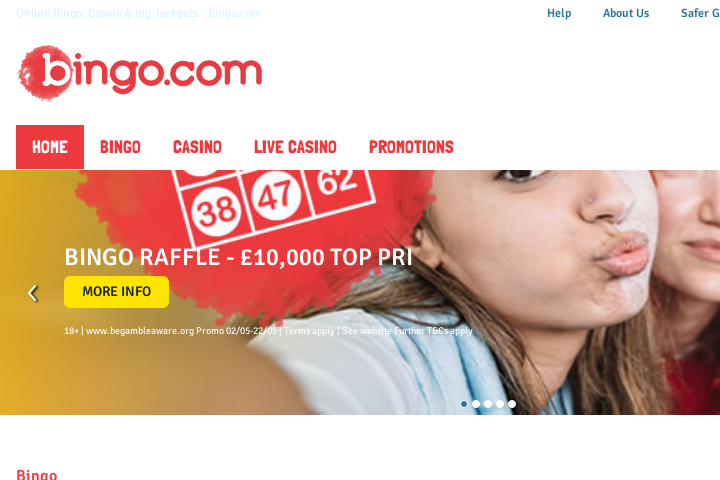 Online Bingo, Casino & Big Jackpots - Bingo.com
Help About Us Safer G
bingo.com
HOME BINGO CASINO LIVE CASINO PROMOTIONS
38 47 62
BINGO RAFFLE - £10,000 TOP PRI
MORE INFO
18+ | www.begambleaware.org Promo 02/05-22/05 | Terms apply | See website Further T&Cs apply
Bingo